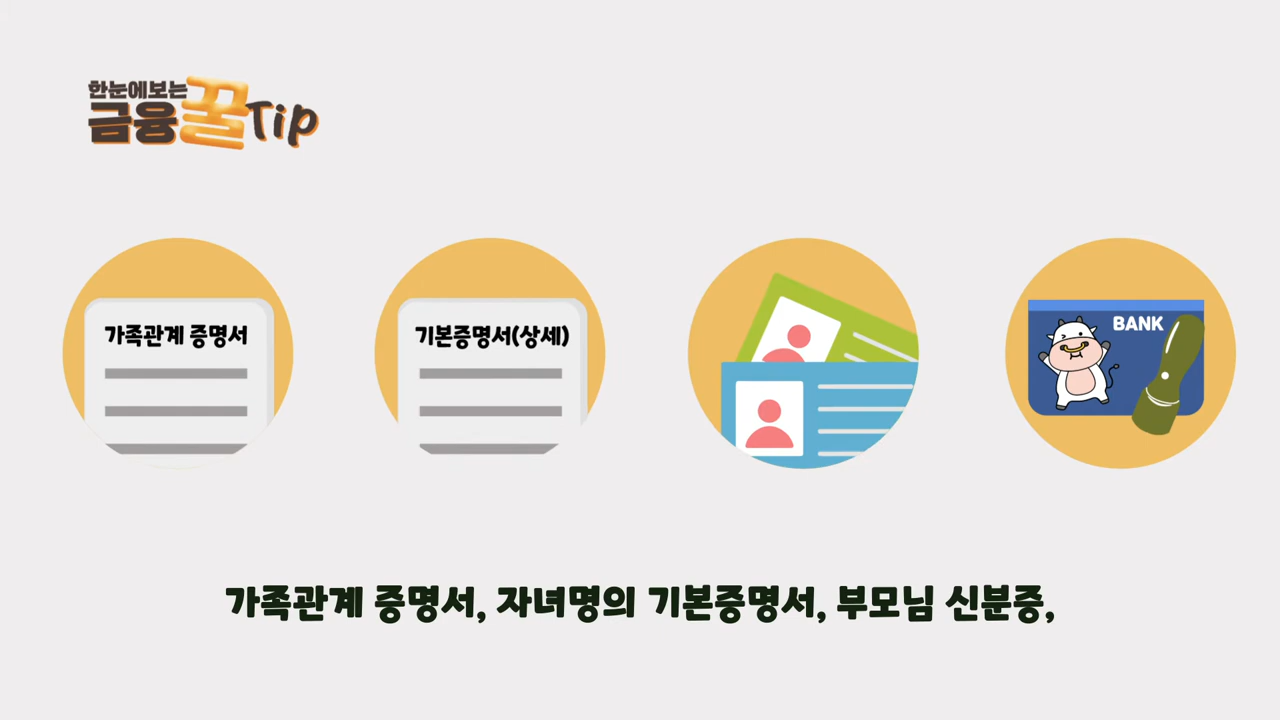 한눈에보는
금융꿀Tip
가족관계 증명서
기본증명서(상세)
BANK
가족관계 증명서, 자녀명의 기본증명서, 부모님 신분증,